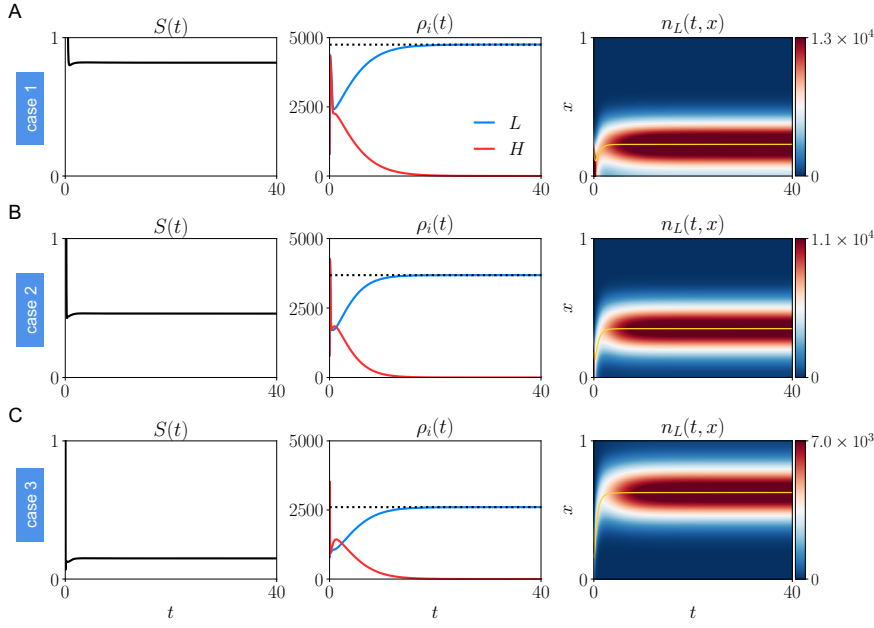 A
case 1
S(t)
1
0
0
40
ρ_i(t)
5000
2500
0
0
40
L
H
n_L(t, x)
1
x
0
0
40
1.3 × 10^4
0
B
case 2
S(t)
1
0
0
40
ρ_i(t)
5000
2500
0
0
40
n_L(t, x)
1
x
0
0
40
1.1 × 10^4
0
C
case 3
S(t)
1
0
0
40
t
ρ_i(t)
5000
2500
0
0
40
t
n_L(t, x)
1
x
0
0
40
t
7.0 × 10^3
0